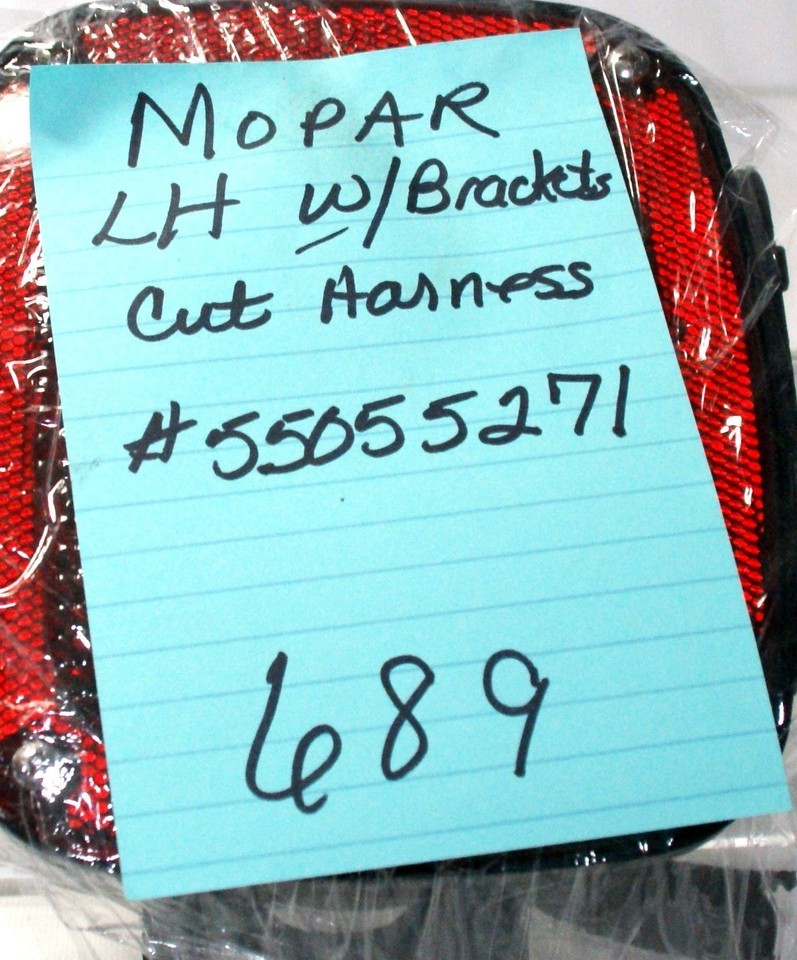 MOPAR
LH W/Brackets
Cut Harness
#55055271
689